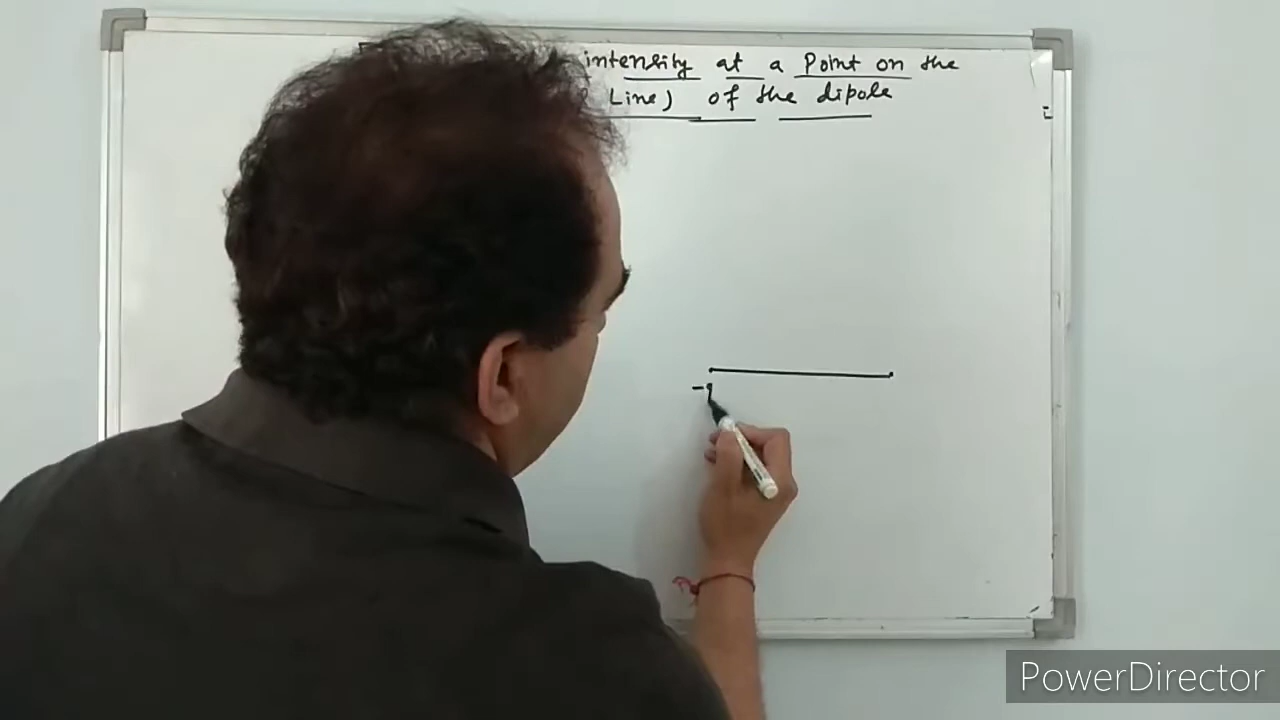 intensity at a Point on the
Line) of the dipole
-
PowerDirector